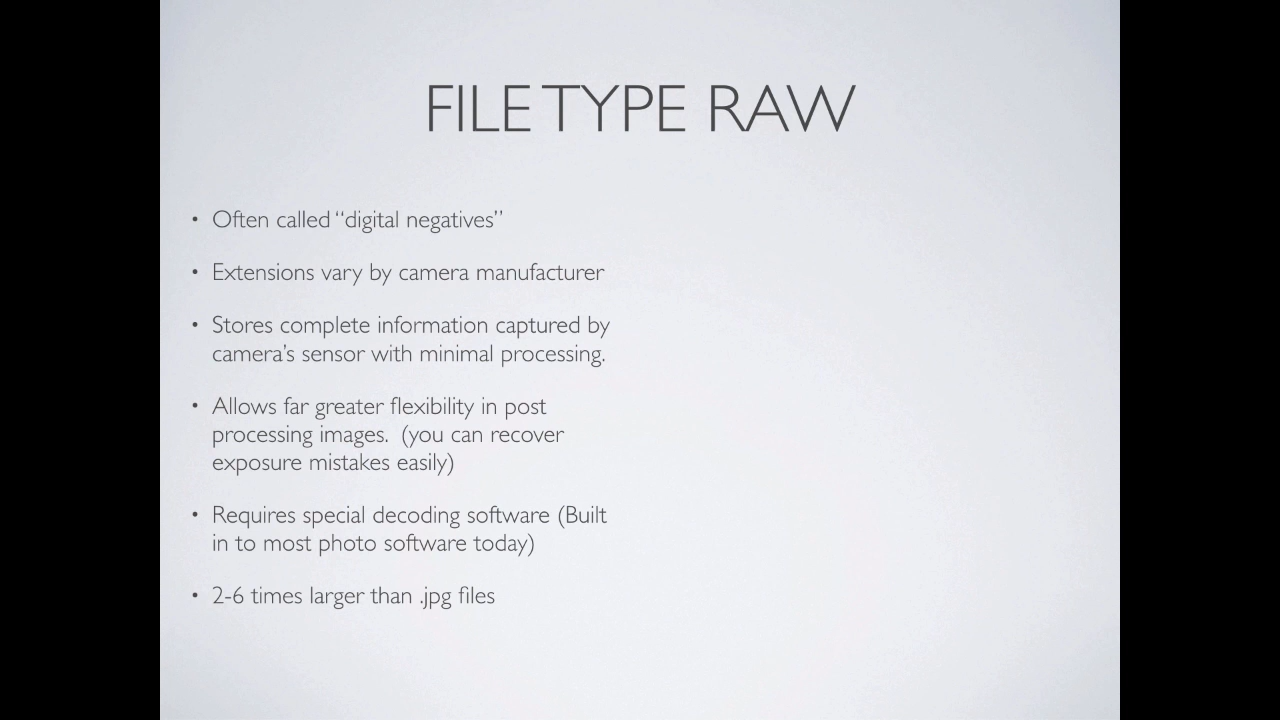 FILE TYPE RAW
• Often called “digital negatives”
• Extensions vary by camera manufacturer
• Stores complete information captured by
camera’s sensor with minimal processing.
• Allows far greater flexibility in post
processing images.  (you can recover
exposure mistakes easily)
• Requires special decoding software (Built
in to most photo software today)
• 2-6 times larger than .jpg files